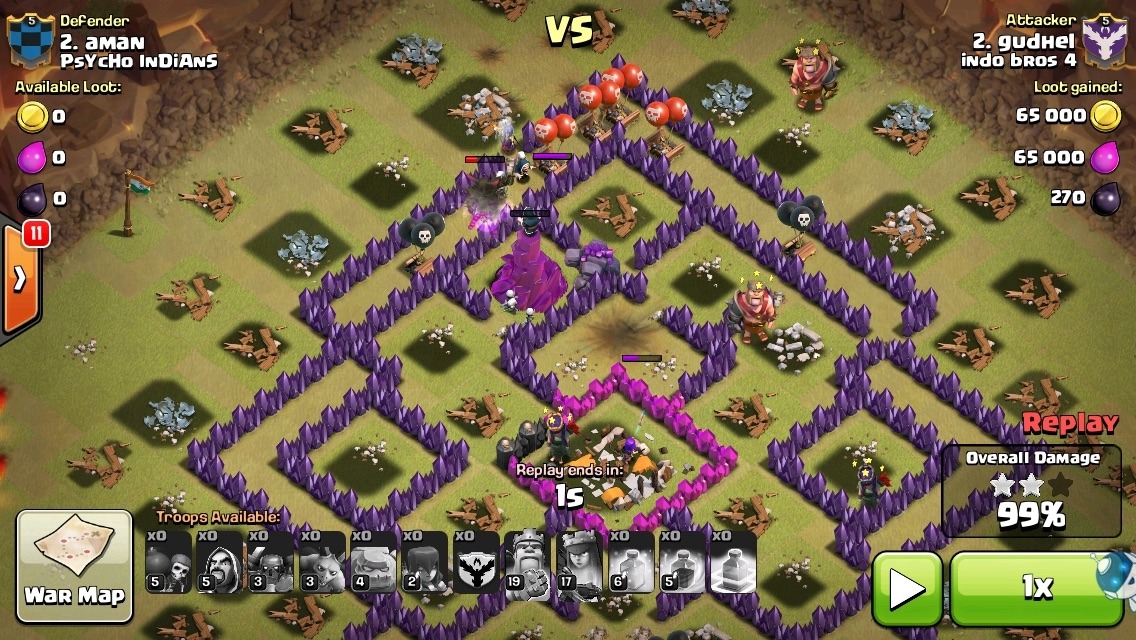 5
Defender
2. aman
PsYcHo InDiAnS
Available Loot:
0
0
0
11
VS
Attacker
5
2. gudhel
indo bros 4
Loot gained:
65 000
65 000
270
Replay
Overall Damage
99%
Replay ends in:
1s
Troops Available:
x0 x0 x0 x0 x0 x0 x0 x0 x0 x0
5 5 3 3 4 2 19 17 6 5
War Map
1x